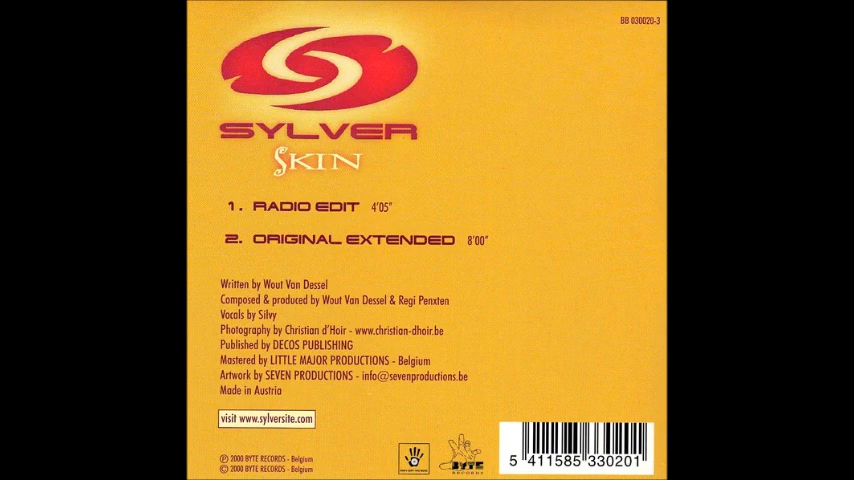 BB 030020-3
SYLVER
SKIN
1. RADIO EDIT 4'05"
2. ORIGINAL EXTENDED 8'00"
Written by Wout Van Dessel
Composed & produced by Wout Van Dessel & Regi Penxten
Vocals by Silvy
Photography by Christian d'Hoir - www.christian-dhoir.be
Published by DECOS PUBLISHING
Mastered by LITTLE MAJOR PRODUCTIONS - Belgium
Artwork by SEVEN PRODUCTIONS - info@sevenproductions.be
Made in Austria
visit www.sylversite.com
℗ 2000 BYTE RECORDS - Belgium
© 2000 BYTE RECORDS - Belgium
BYTE
RECORDS
5 411585 330201